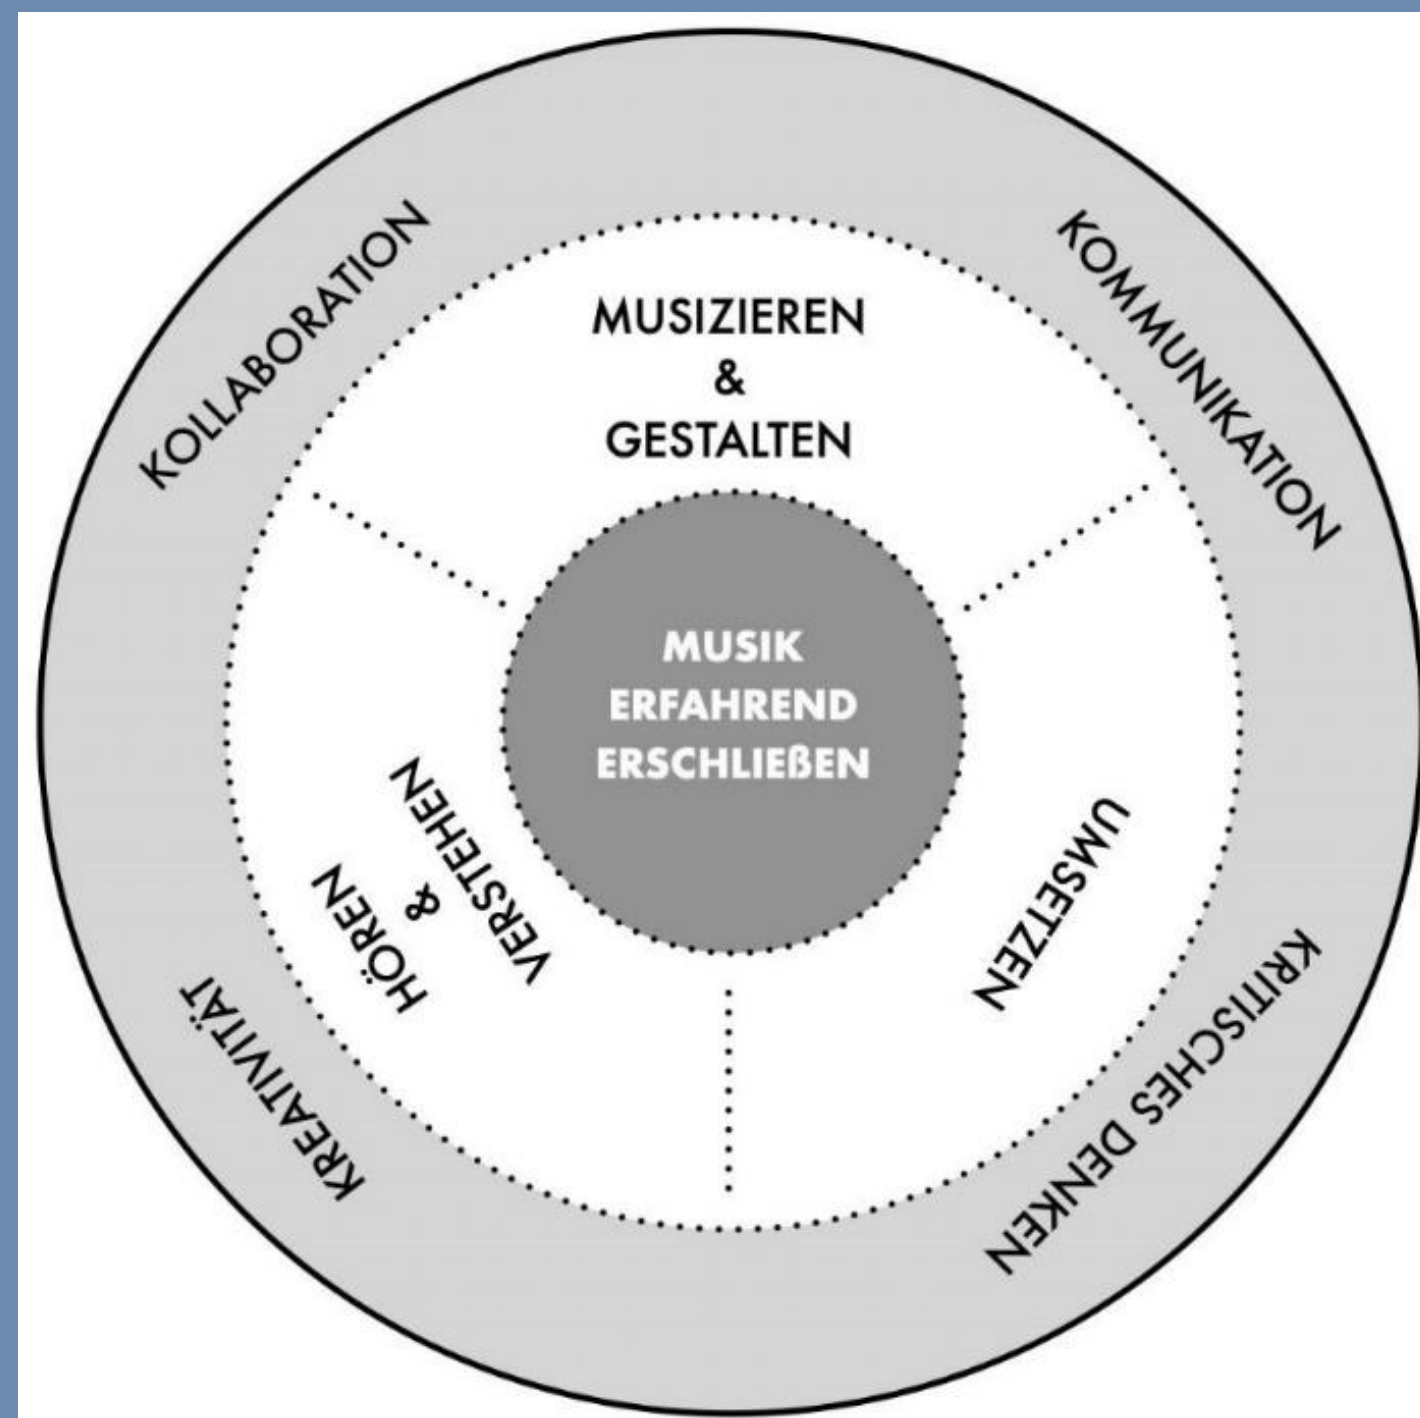 KOLLABORATION
KOMMUNIKATION
MUSIZIEREN
&
GESTALTEN
MUSIK
ERFAHREND
ERSCHLIEßEN
HÖREN
&
VERSTEHEN
UMSETZEN
KREATIVITÄT
KRITISCHES DENKEN